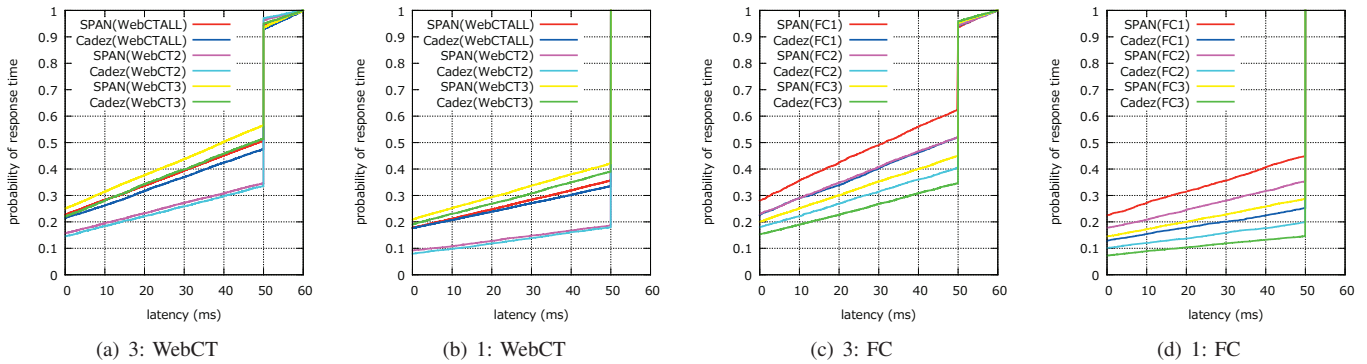 probability of response time
1
0.9
0.8
0.7
0.6
0.5
0.4
0.3
0.2
0.1
0
SPAN(WebCTALL)
Cadez(WebCTALL)
SPAN(WebCT2)
Cadez(WebCT2)
SPAN(WebCT3)
Cadez(WebCT3)
0 10 20 30 40 50 60
latency (ms)
(a) 3: WebCT
probability of response time
1
0.9
0.8
0.7
0.6
0.5
0.4
0.3
0.2
0.1
0
SPAN(WebCTALL)
Cadez(WebCTALL)
SPAN(WebCT2)
Cadez(WebCT2)
SPAN(WebCT3)
Cadez(WebCT3)
0 10 20 30 40 50 60
latency (ms)
(b) 1: WebCT
probability of response time
1
0.9
0.8
0.7
0.6
0.5
0.4
0.3
0.2
0.1
0
SPAN(FC1)
Cadez(FC1)
SPAN(FC2)
Cadez(FC2)
SPAN(FC3)
Cadez(FC3)
0 10 20 30 40 50 60
latency (ms)
(c) 3: FC
probability of response time
1
0.9
0.8
0.7
0.6
0.5
0.4
0.3
0.2
0.1
0
SPAN(FC1)
Cadez(FC1)
SPAN(FC2)
Cadez(FC2)
SPAN(FC3)
Cadez(FC3)
0 10 20 30 40 50 60
latency (ms)
(d) 1: FC